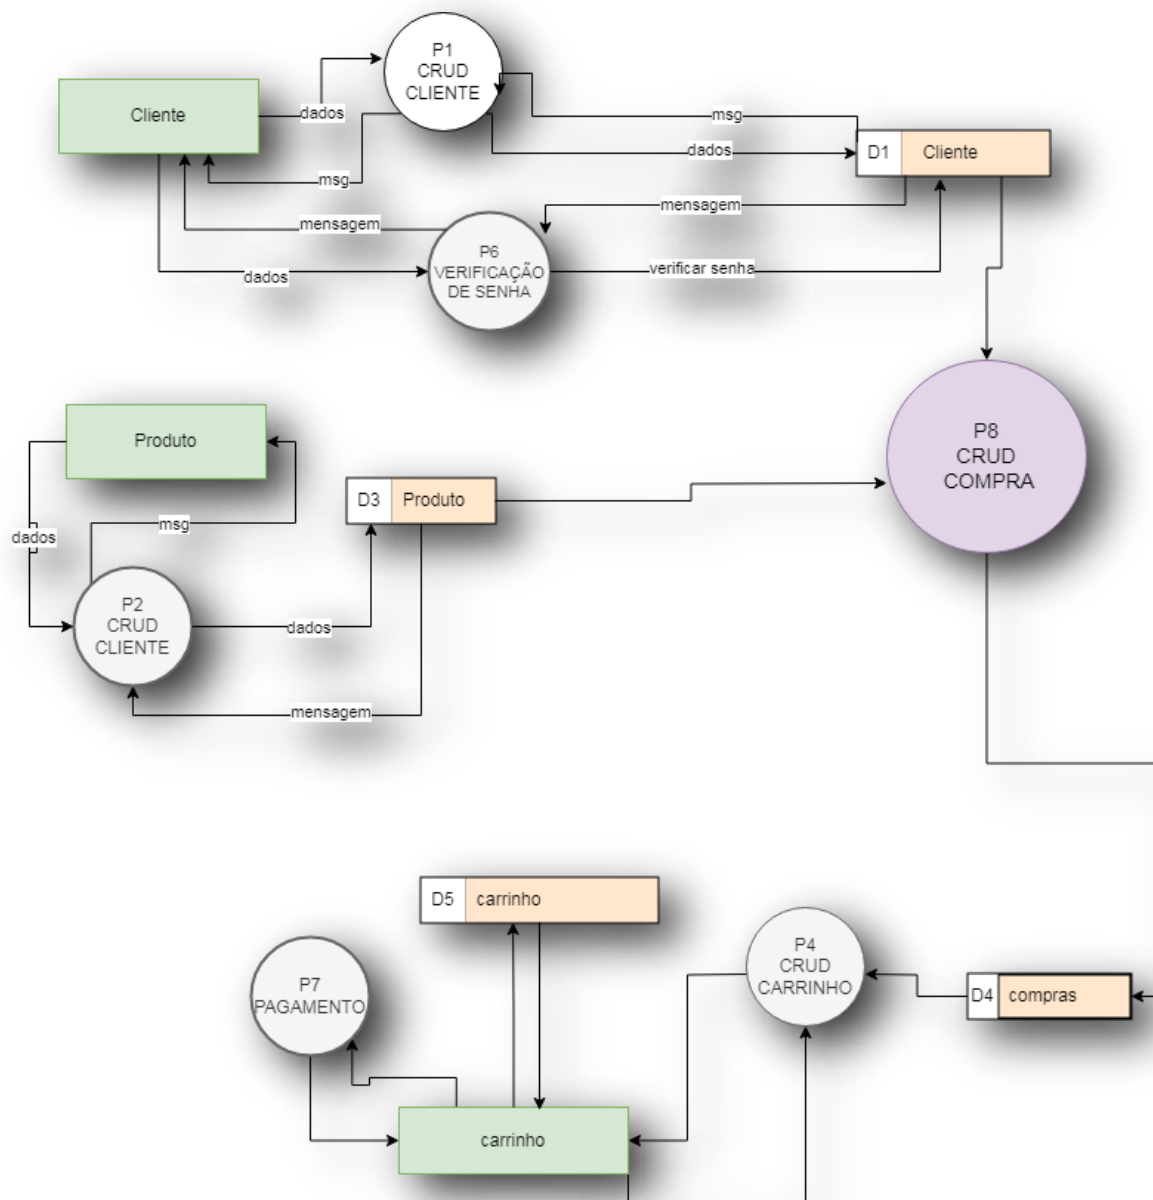 P1
CRUD
CLIENTE
Cliente
dados
msg
dados
D1 Cliente
msg
mensagem
mensagem
P6
VERIFICAÇÃO
DE SENHA
dados
verificar senha
P8
CRUD
COMPRA
Produto
D3 Produto
msg
dados
P2
CRUD
CLIENTE
dados
mensagem
D5 carrinho
P4
CRUD
CARRINHO
P7
PAGAMENTO
D4 compras
carrinho